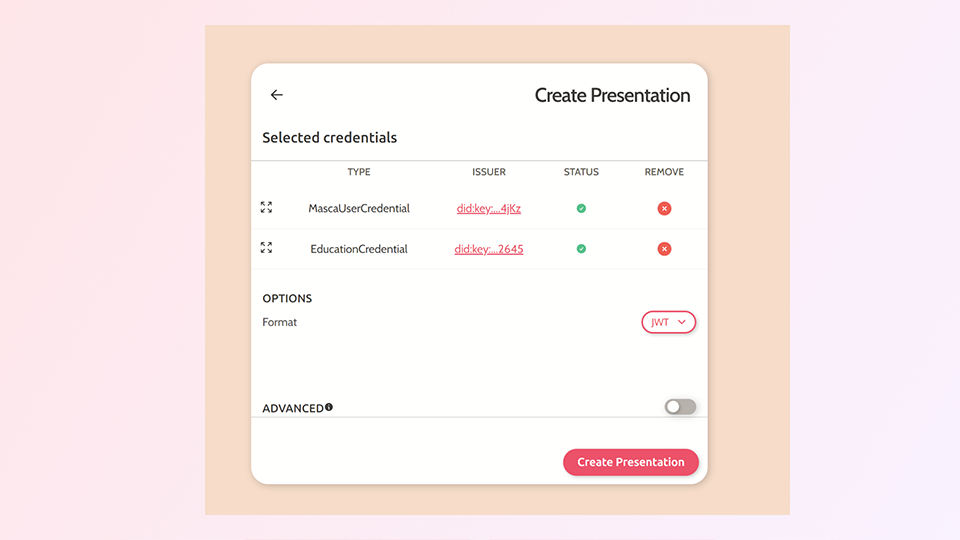 Create Presentation
Selected credentials
TYPE ISSUER STATUS REMOVE
MascaUserCredential did:key:...4jKz
EducationCredential did:key:...2645
OPTIONS
Format JWT
ADVANCED
Create Presentation